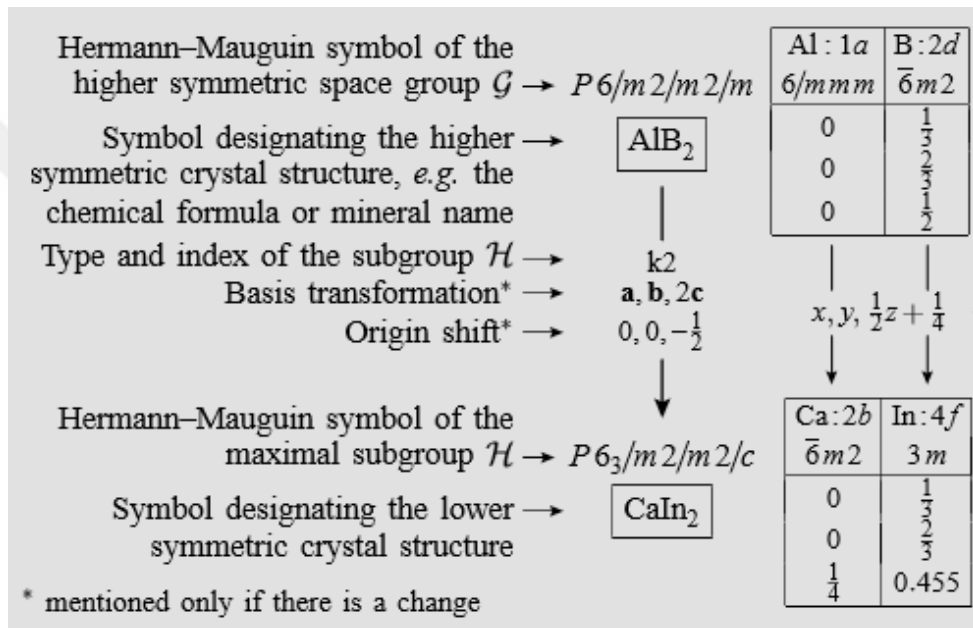 Hermann–Mauguin symbol of the
higher symmetric space group 𝒢 → P6/m2/m2/m
Al : 1a B :2d
6/mmm 6̅m2
0 1/3
0 2/3
0 1/2
Symbol designating the higher →
symmetric crystal structure, e.g. the
chemical formula or mineral name
AlB₂
Type and index of the subgroup ℋ → k2
Basis transformation* → a, b, 2c
Origin shift* → 0, 0, −1/2
x, y, 1/2z + 1/4
Hermann–Mauguin symbol of the
maximal subgroup ℋ → P6₃/m2/m2/c
Ca :2b In :4f
6̅m2 3m
0 1/3
0 2/3
1/4 0.455
Symbol designating the lower →
symmetric crystal structure
CaIn₂
* mentioned only if there is a change